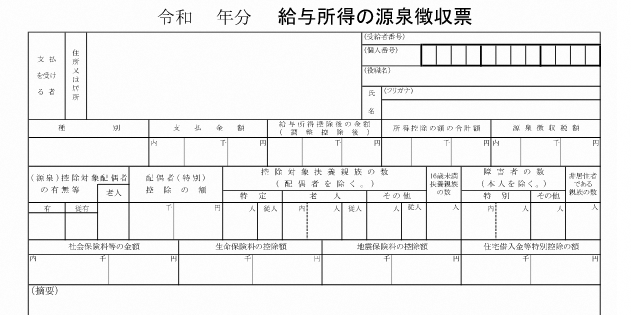 令和　年分　給与所得の源泉徴収票
支払を受ける者
住所又は居所
(受給者番号)
(個人番号)
(役職名)
氏名
(フリガナ)
種別
支払金額
給与所得控除後の金額
(調整控除後)
所得控除の額の合計額
源泉徴収税額
内 千 円 千 円 千 円 内 千 円
(源泉)控除対象配偶者
の有無等
老人
配偶者(特別)
控除の額
控除対象扶養親族の数
(配偶者を除く。)
特定
老人
その他
16歳未満
扶養親族
の数
障害者の数
(本人を除く。)
特別
その他
非居住者
である
親族の数
有 従有 千 円 人 従人 内 人 従人 人 従人 人 内 人 人 人
社会保険料等の金額
生命保険料の控除額
地震保険料の控除額
住宅借入金等特別控除の額
内 千 円 千 円 千 円 千 円
(摘要)